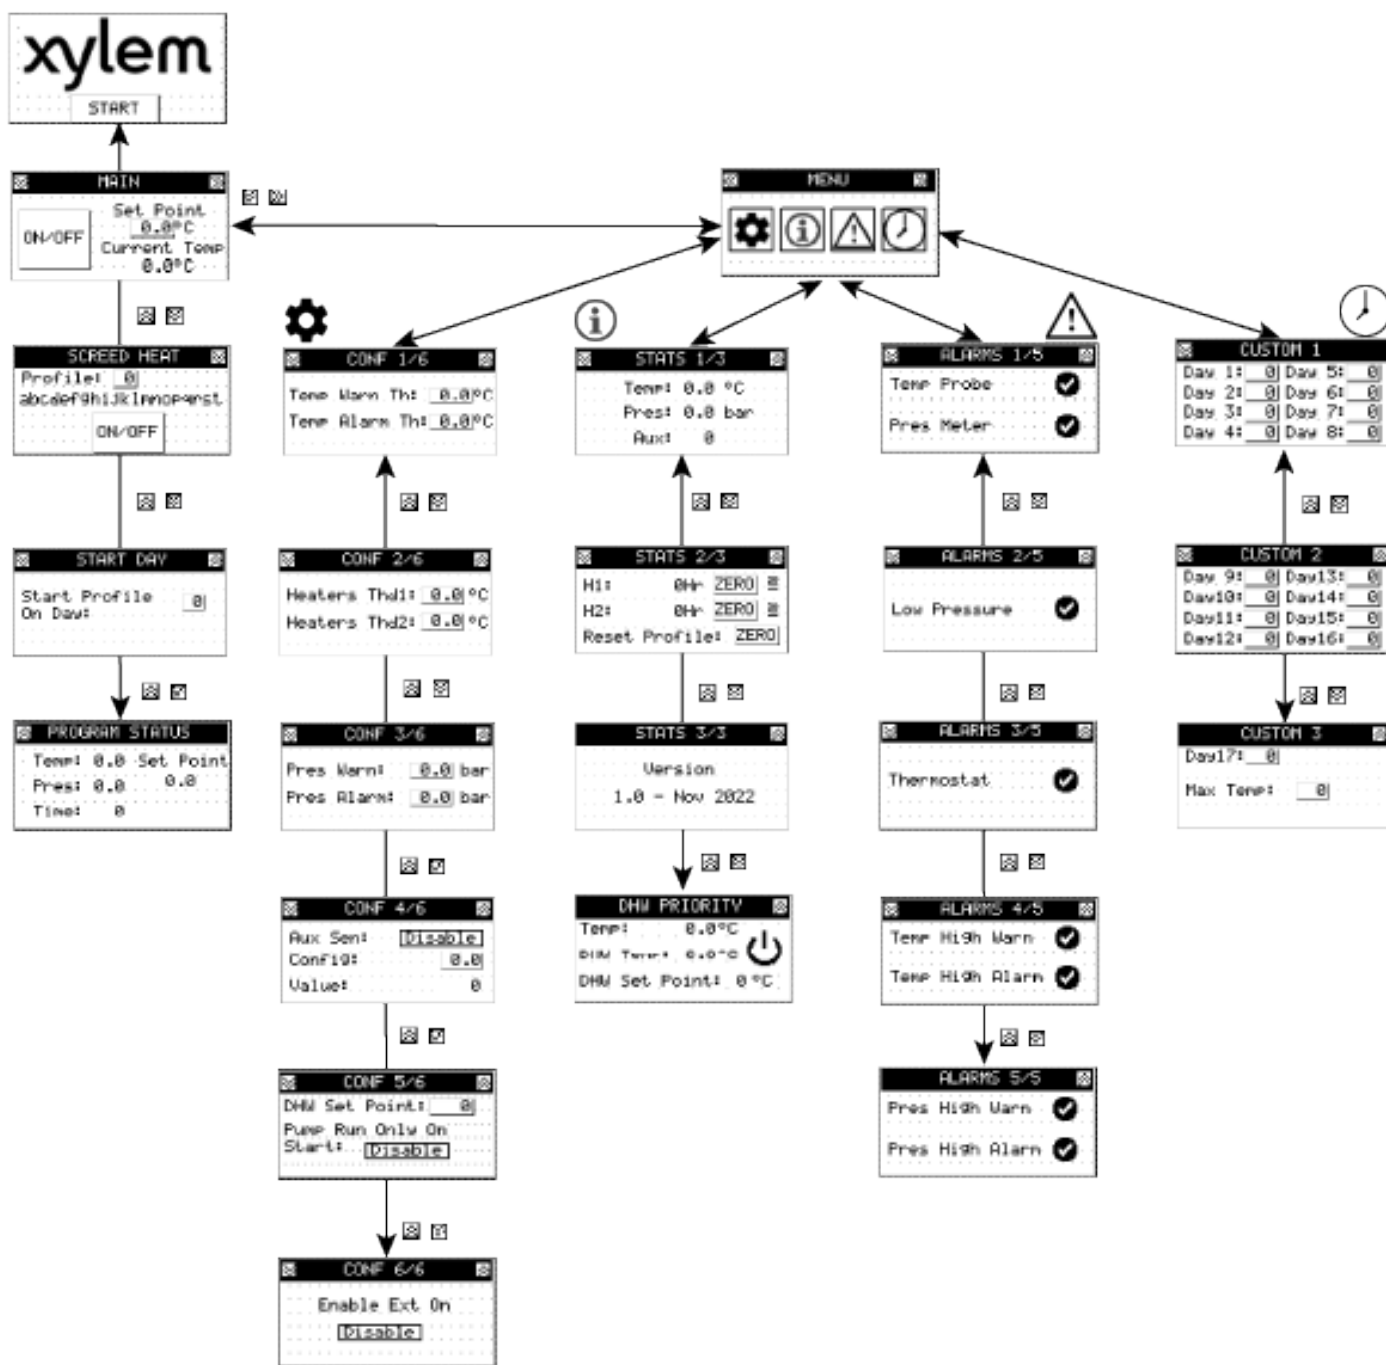 xylem
START
MAIN
ON/OFF
Set Point
0.0°C
Current Temp
0.0°C
SCREED HEAT
Profile: 0
abcdefghiJklmnopqrst
ON/OFF
START DAY
Start Profile 0
On Day:
PROGRAM STATUS
Temp: 0.0 Set Point
Pres: 0.0 0.0
Time: 0
MENU
CONF 1/6
Temp Warn Th: 0.0°C
Temp Alarm Th: 0.0°C
CONF 2/6
Heaters Thd1: 0.0°C
Heaters Thd2: 0.0°C
CONF 3/6
Pres Warn: 0.0 bar
Pres Alarm: 0.0 bar
CONF 4/6
Aux Sen: Disable
Config: 0.0
Value: 0
CONF 5/6
DHW Set Point: 0
Pump Run Only On
Start: Disable
CONF 6/6
Enable Ext On
Disable
STATS 1/3
Temp: 0.0 °C
Pres: 0.0 bar
Aux: 0
STATS 2/3
H1: 0Hr ZERO
H2: 0Hr ZERO
Reset Profile: ZERO
STATS 3/3
Version
1.0 - Nov 2022
DHW PRIORITY
Temp: 0.0°C
DHW Temp: 0.0°C
DHW Set Point: 0°C
ALARMS 1/5
Temp Probe
Pres Meter
ALARMS 2/5
Low Pressure
ALARMS 3/5
Thermostat
ALARMS 4/5
Temp High Warn
Temp High Alarm
ALARMS 5/5
Pres High Warn
Pres High Alarm
CUSTOM 1
Day 1: 0 Day 5: 0
Day 2: 0 Day 6: 0
Day 3: 0 Day 7: 0
Day 4: 0 Day 8: 0
CUSTOM 2
Day 9: 0 Day13: 0
Day10: 0 Day14: 0
Day11: 0 Day15: 0
Day12: 0 Day16: 0
CUSTOM 3
Day17: 0
Max Temp: 0